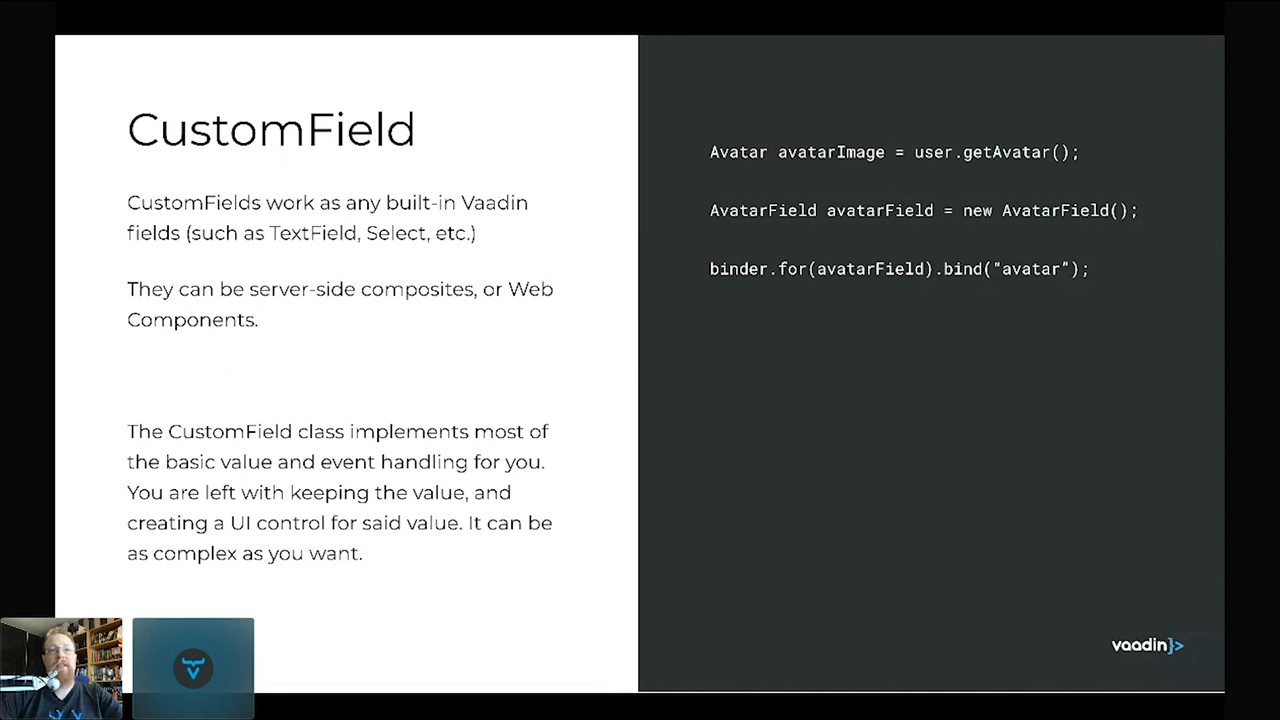 CustomField
CustomFields work as any built-in Vaadin
fields (such as TextField, Select, etc.)
They can be server-side composites, or Web
Components.
The CustomField class implements most of
the basic value and event handling for you.
You are left with keeping the value, and
creating a UI control for said value. It can be
as complex as you want.
Avatar avatarImage = user.getAvatar();
AvatarField avatarField = new AvatarField();
binder.for(avatarField).bind("avatar");
vaadin}>